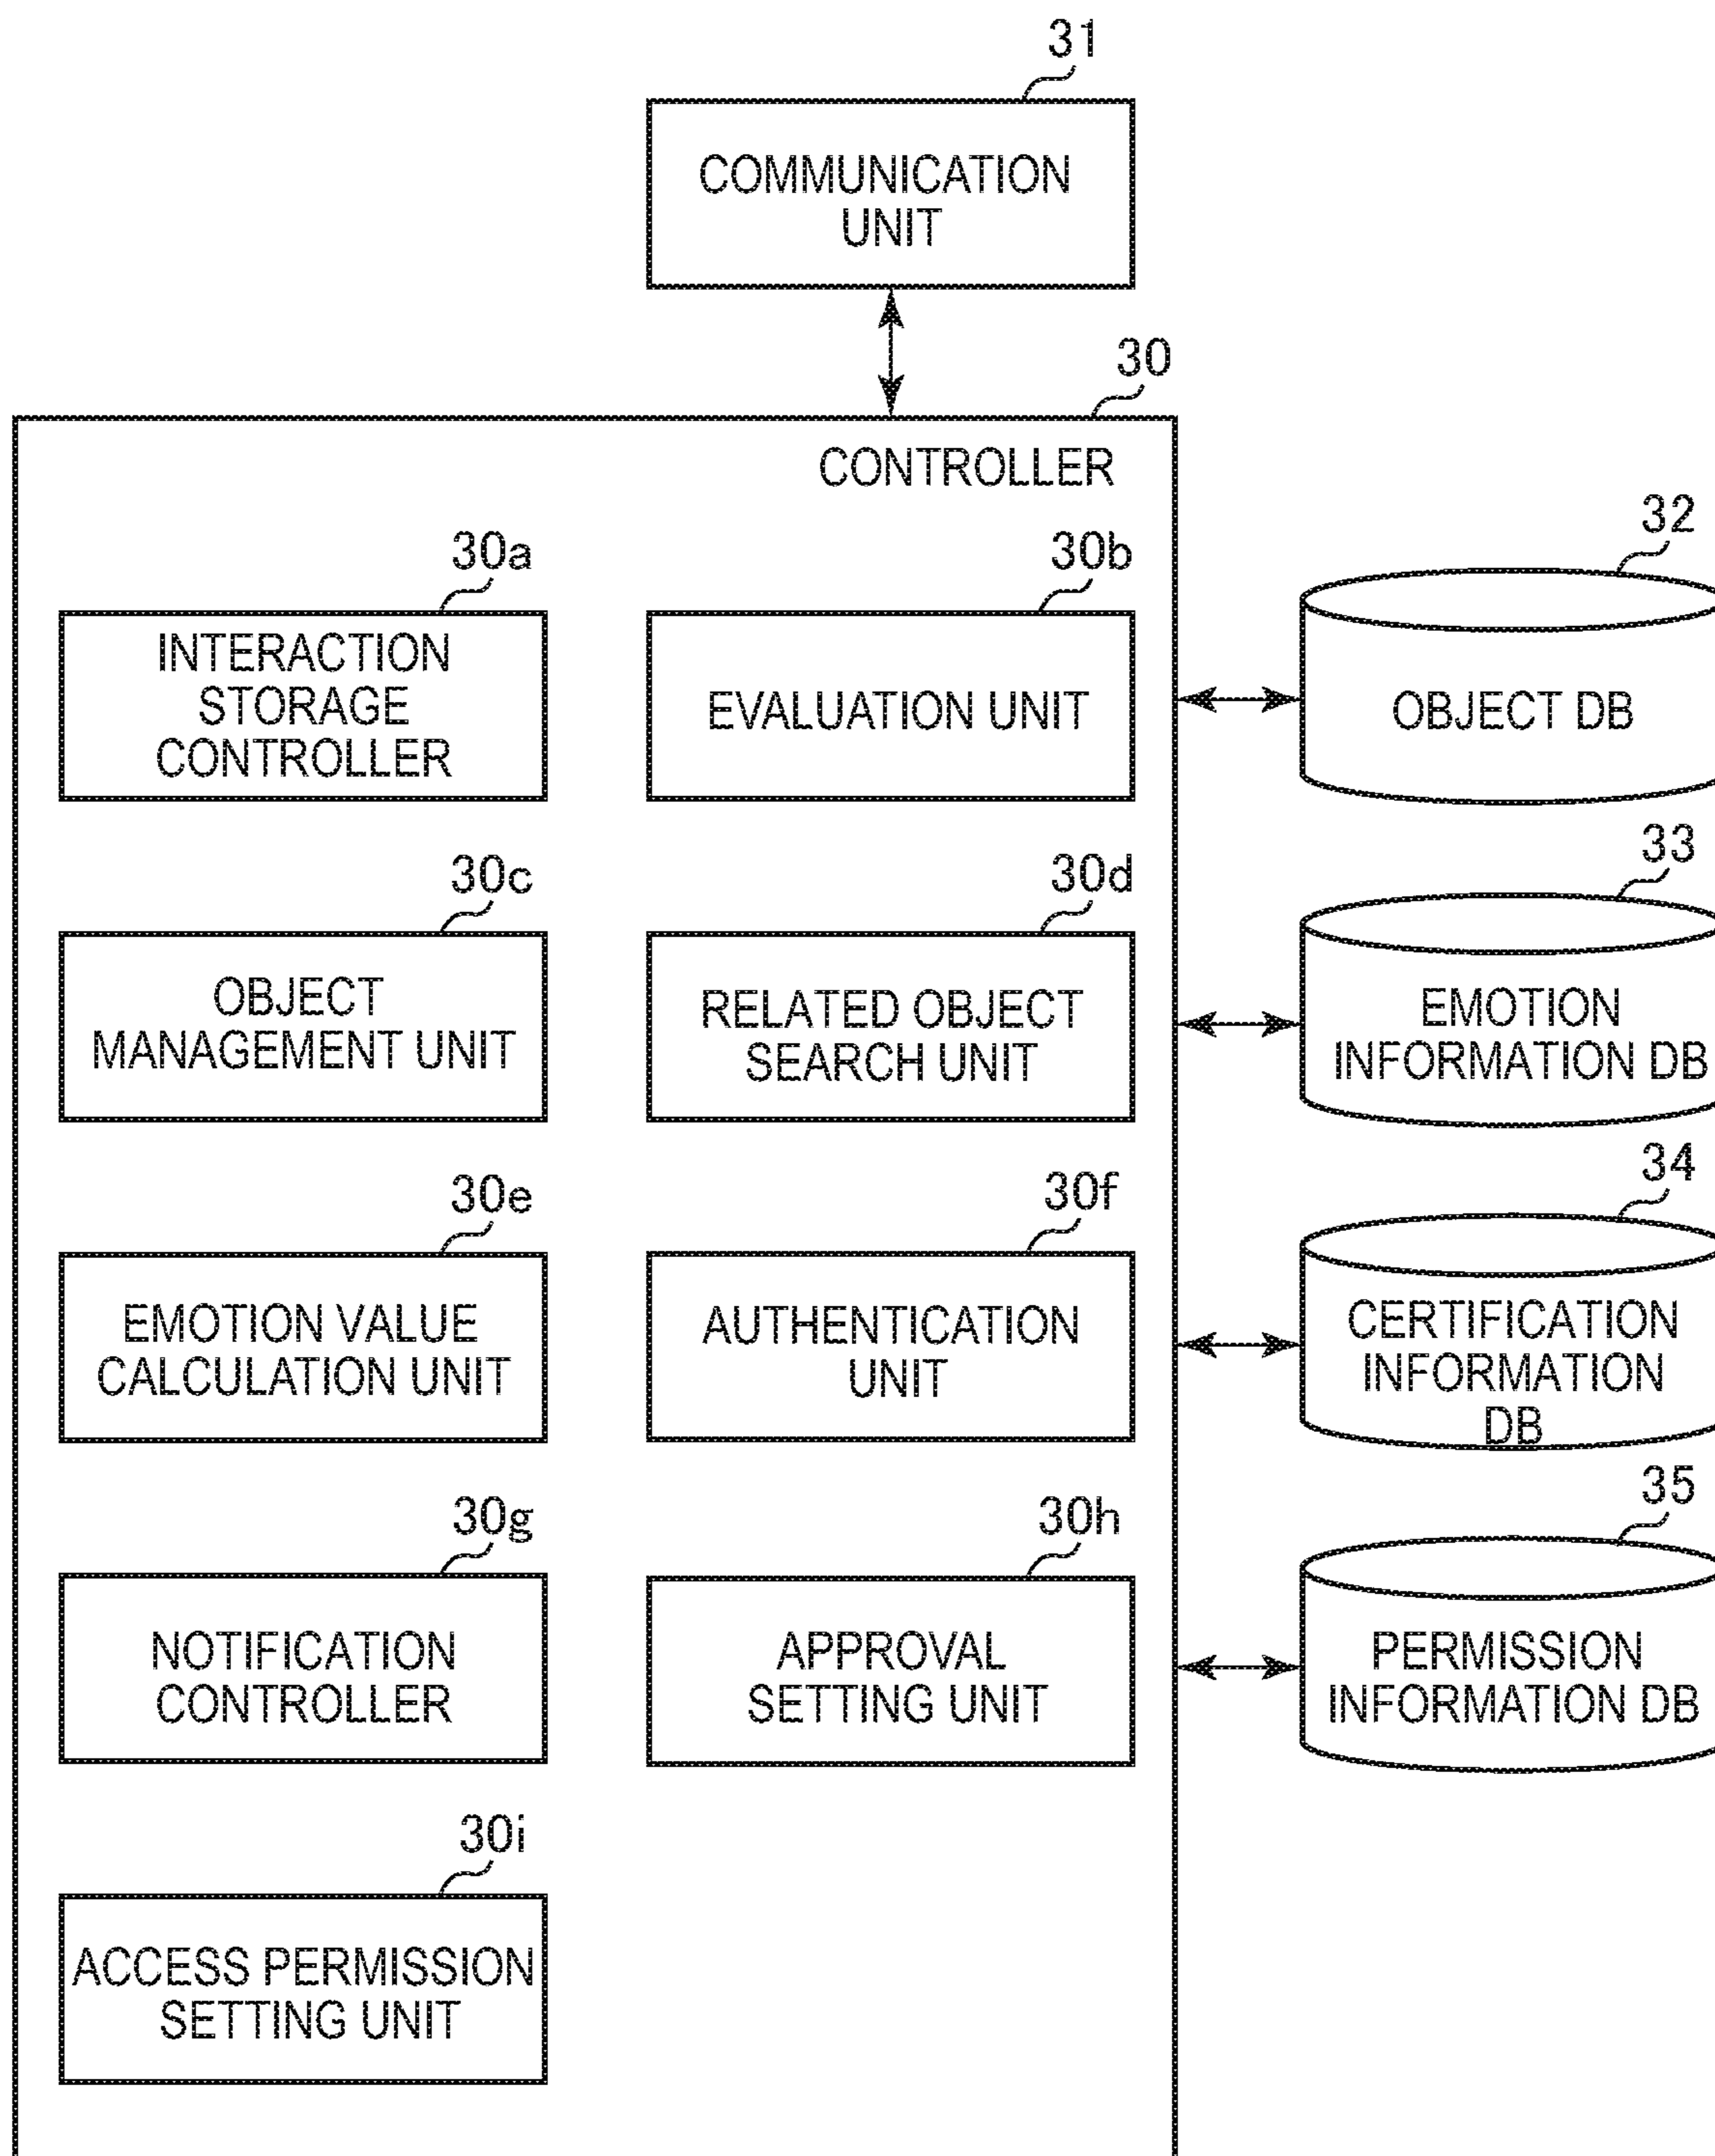 31
COMMUNICATION
UNIT
30
CONTROLLER
30a
INTERACTION
STORAGE
CONTROLLER
30b
EVALUATION UNIT
32
OBJECT DB
30c
OBJECT
MANAGEMENT UNIT
30d
RELATED OBJECT
SEARCH UNIT
33
EMOTION
INFORMATION DB
30e
EMOTION VALUE
CALCULATION UNIT
30f
AUTHENTICATION
UNIT
34
CERTIFICATION
INFORMATION
DB
30g
NOTIFICATION
CONTROLLER
30h
APPROVAL
SETTING UNIT
35
PERMISSION
INFORMATION DB
30i
ACCESS PERMISSION
SETTING UNIT